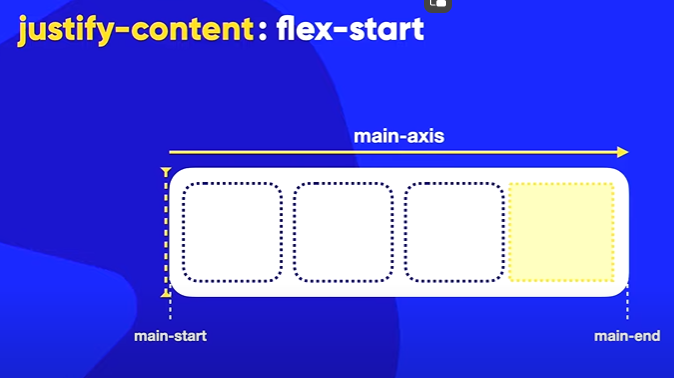 justify-content: flex-start
main-axis
main-start
main-end